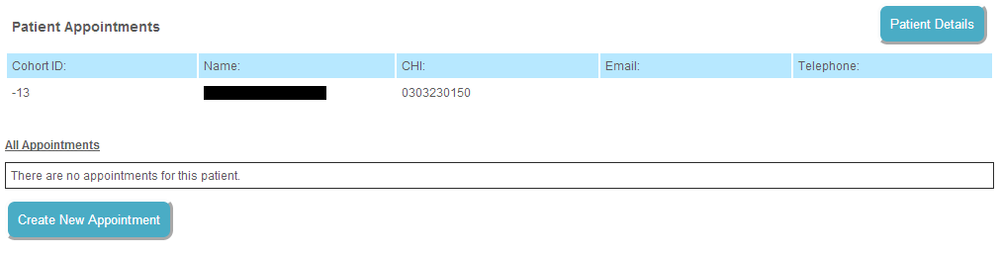 Patient Appointments
Patient Details
Cohort ID: Name: CHI: Email: Telephone:
-13 0303230150
All Appointments
There are no appointments for this patient.
Create New Appointment